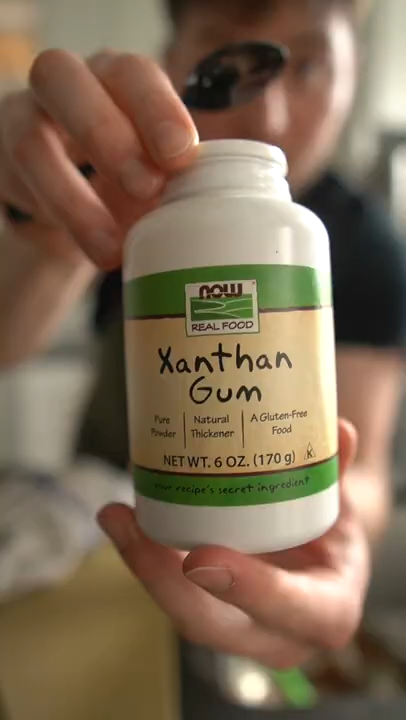 NOW
REAL FOOD
Xanthan
Gum
Pure Powder
Natural Thickener
A Gluten-Free Food
NET WT. 6 OZ. (170 g) K
your recipe's secret ingredient